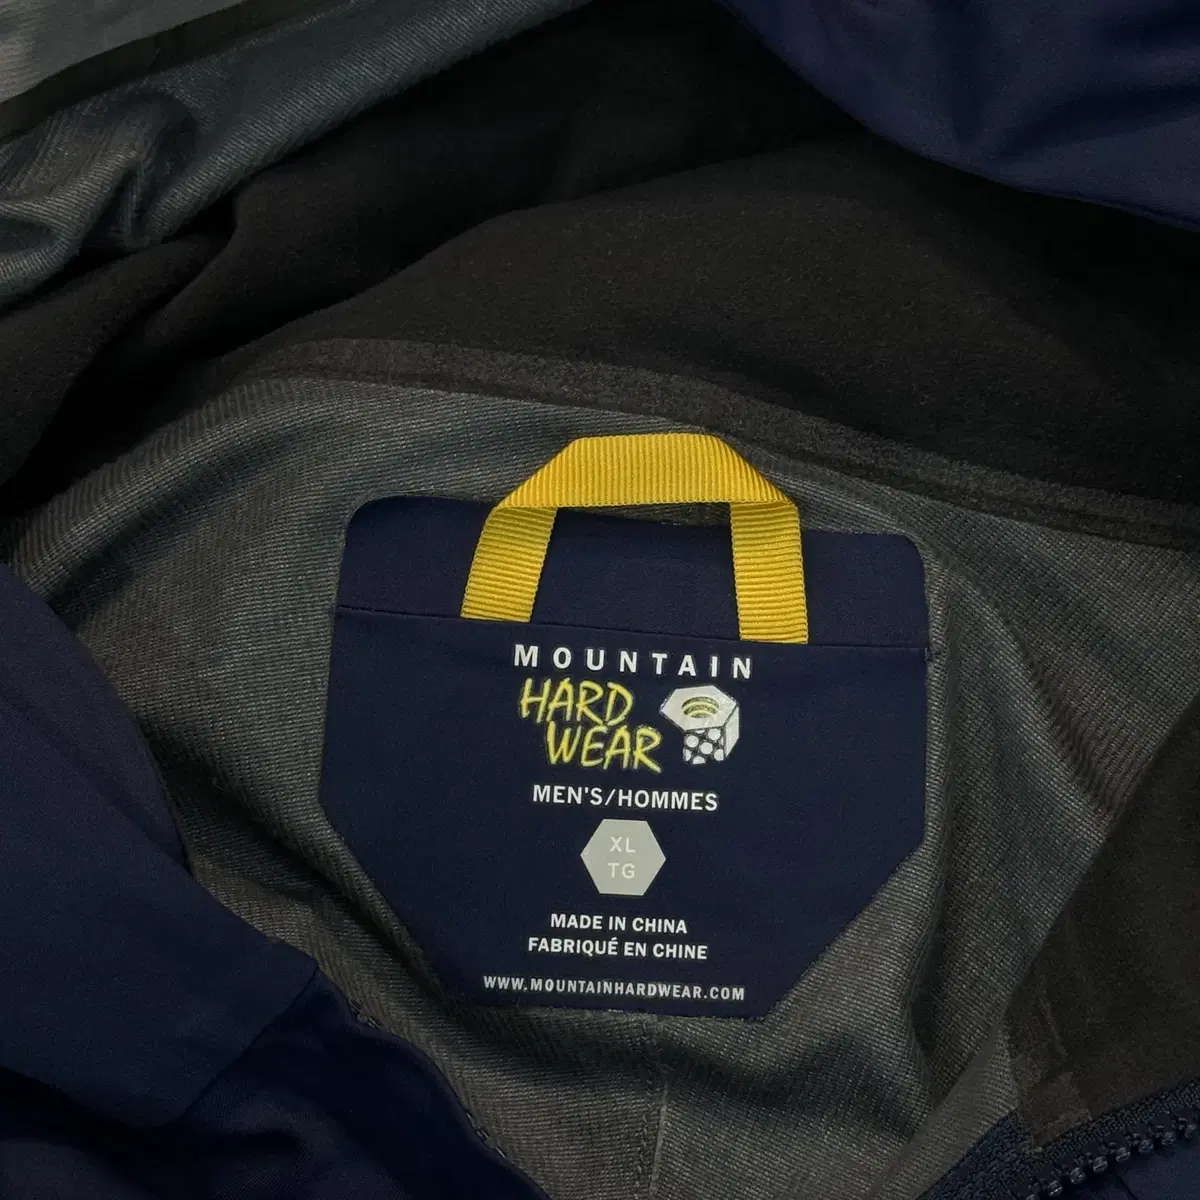 MOUNTAIN
HARD
WEAR
MEN'S/HOMMES
XL
TG
MADE IN CHINA
FABRIQUÉ EN CHINE
WWW.MOUNTAINHARDWEAR.COM